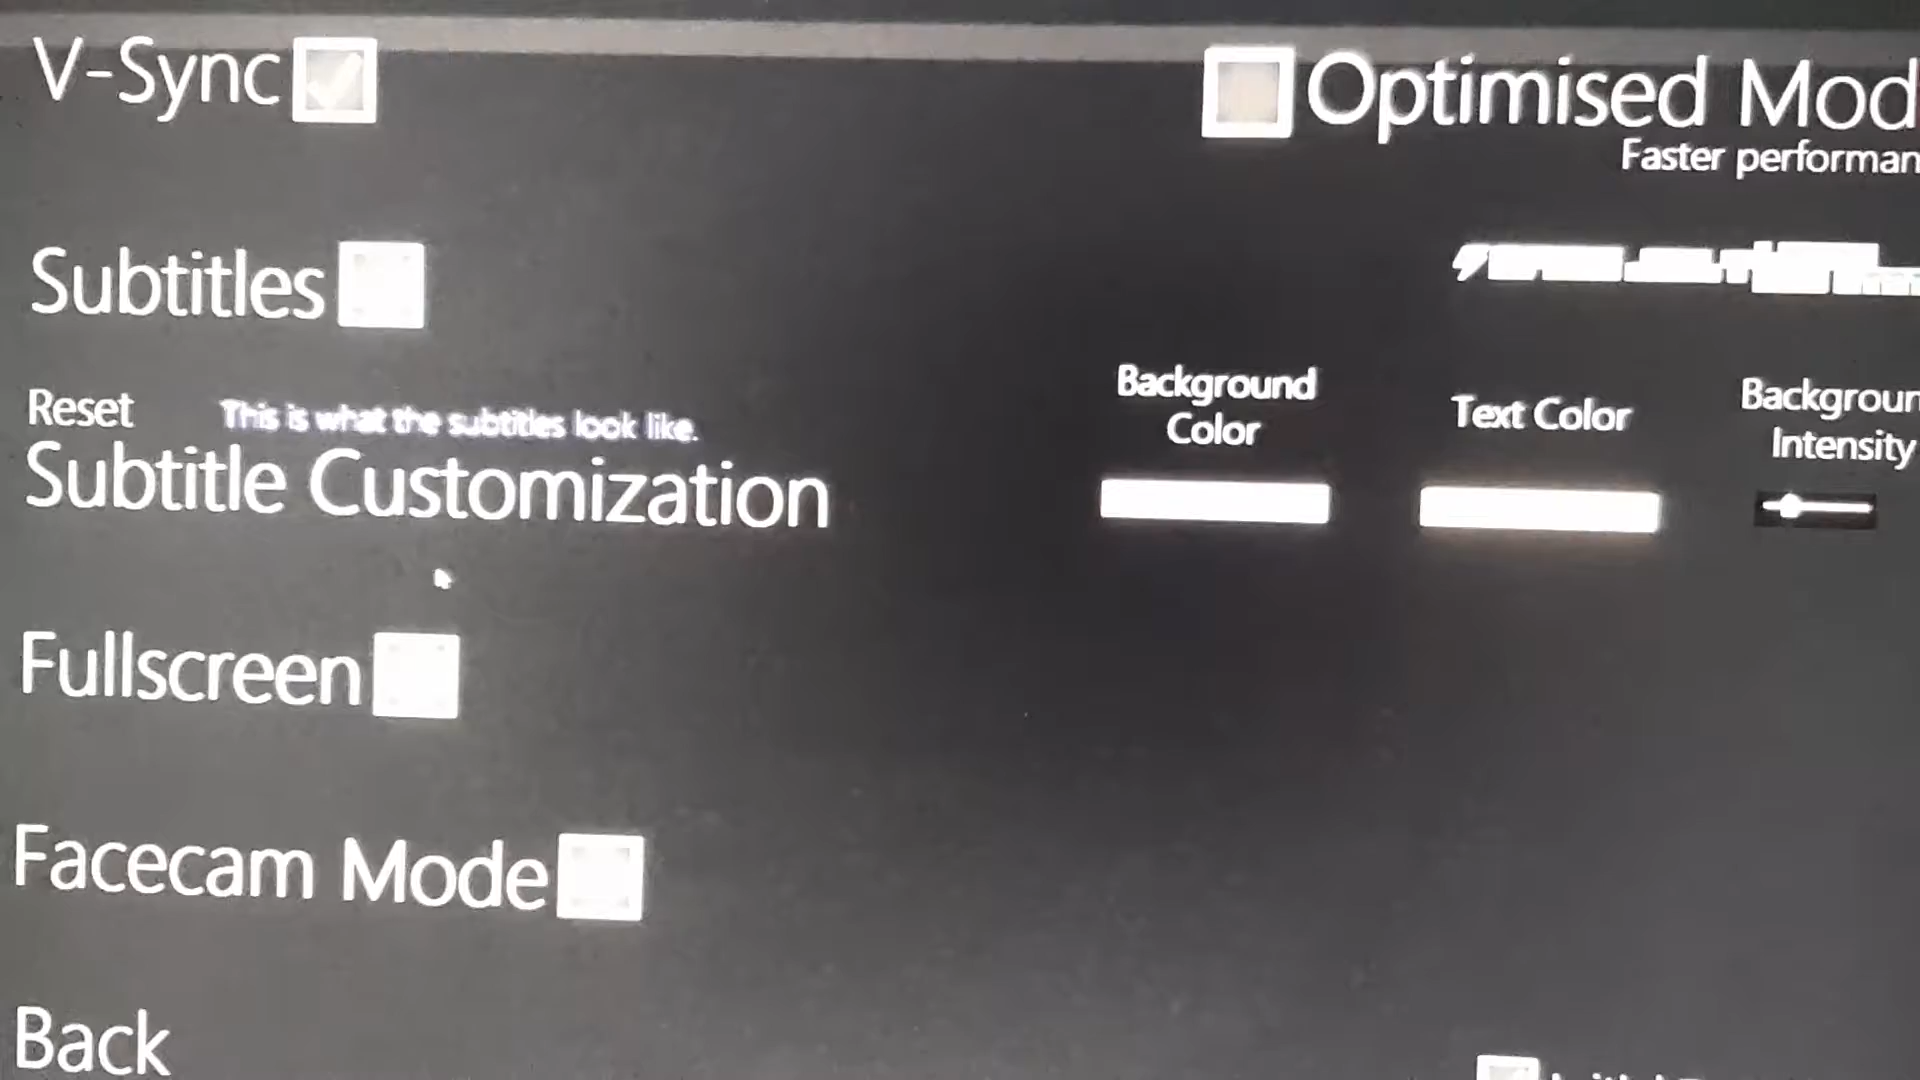 V-Sync
Optimised Mod
Faster performan
Subtitles
Reset
This is what the subtitles look like.
Subtitle Customization
Background
Color
Text Color
Backgroun
Intensity
Fullscreen
Facecam Mode
Back